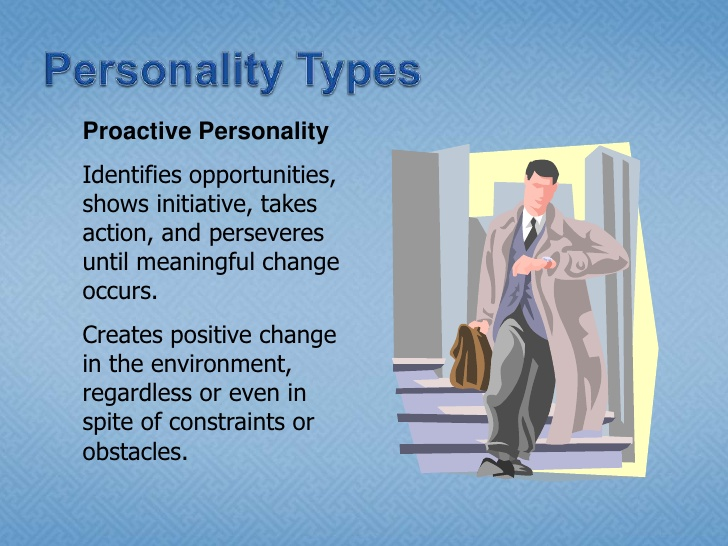 Personality Types
Proactive Personality
Identifies opportunities,
shows initiative, takes
action, and perseveres
until meaningful change
occurs.
Creates positive change
in the environment,
regardless or even in
spite of constraints or
obstacles.